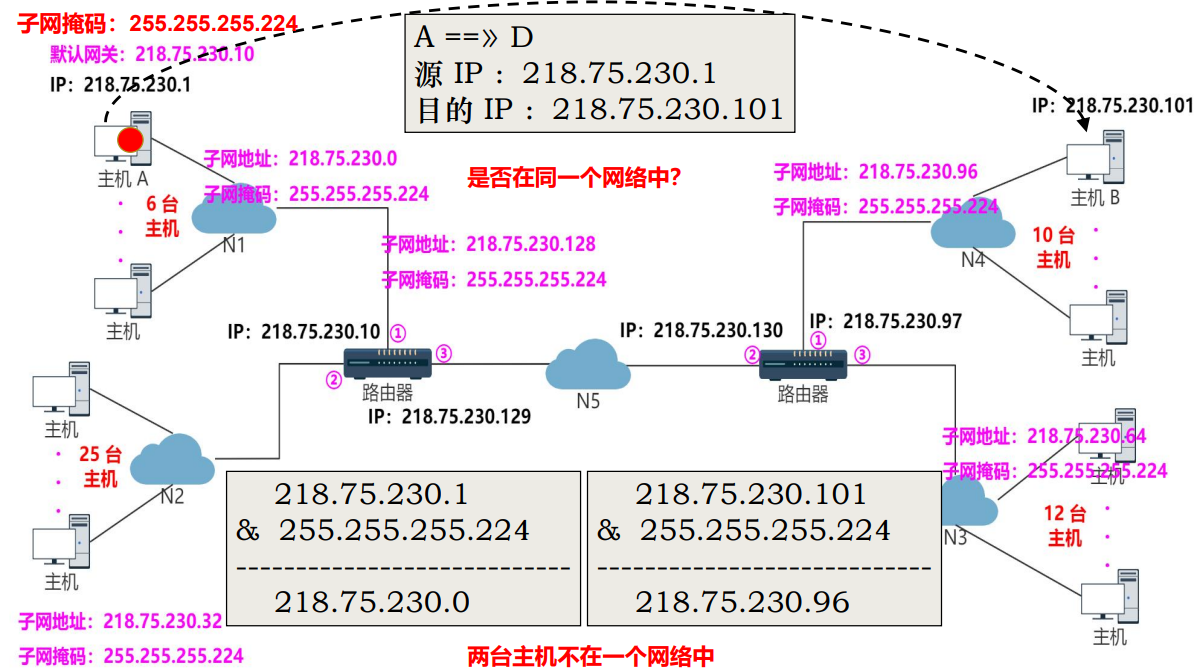 子网掩码：255.255.255.224
默认网关：218.75.230.10
IP：218.75.230.1
A ==》D
源 IP ：218.75.230.1
目的 IP ：218.75.230.101
IP：218.75.230.101
主机 A
6 台
主机
主机
子网地址：218.75.230.0
子网掩码：255.255.255.224
N1
是否在同一个网络中?
子网地址：218.75.230.96
子网掩码：255.255.255.224
N4
主机 B
10 台
主机
主机
子网地址：218.75.230.128
子网掩码：255.255.255.224
IP：218.75.230.10
①
②
③
路由器
IP：218.75.230.129
N5
IP：218.75.230.130
IP：218.75.230.97
①
②
③
路由器
主机
25 台
主机
主机
N2
子网地址：218.75.230.32
子网掩码：255.255.255.224
218.75.230.1
& 255.255.255.224
-----------------------------
218.75.230.0
218.75.230.101
& 255.255.255.224
-----------------------------
218.75.230.96
子网地址：218.75.230.64
子网掩码：255.255.255.224
主机
N3
12 台
主机
主机
两台主机不在一个网络中